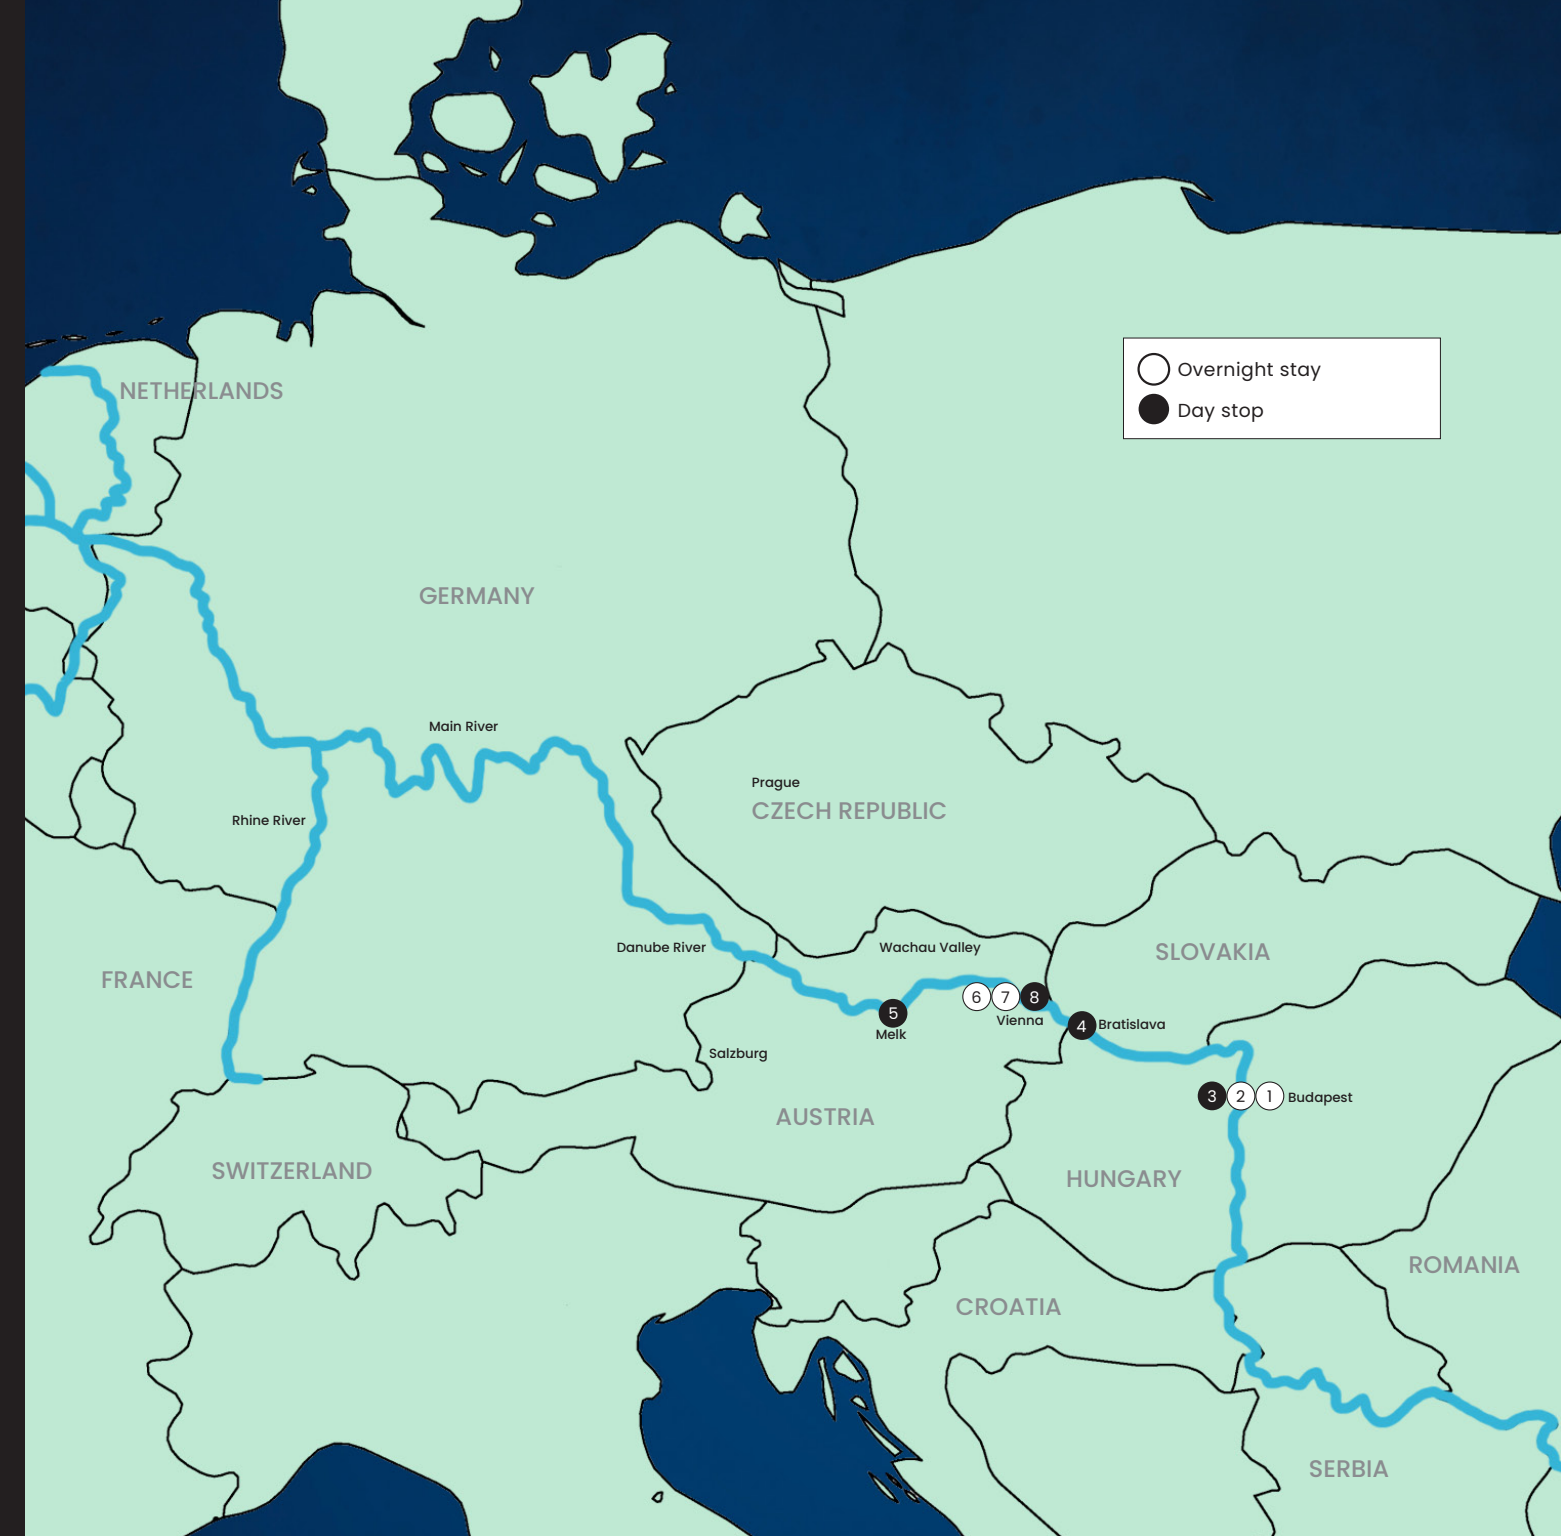 Overnight stay
Day stop
NETHERLANDS
GERMANY
Main River
Prague
CZECH REPUBLIC
Rhine River
Danube River
Wachau Valley
SLOVAKIA
FRANCE
6 7 8
Vienna
5
Melk
4 Bratislava
Salzburg
3 2 1 Budapest
AUSTRIA
SWITZERLAND
HUNGARY
ROMANIA
CROATIA
SERBIA